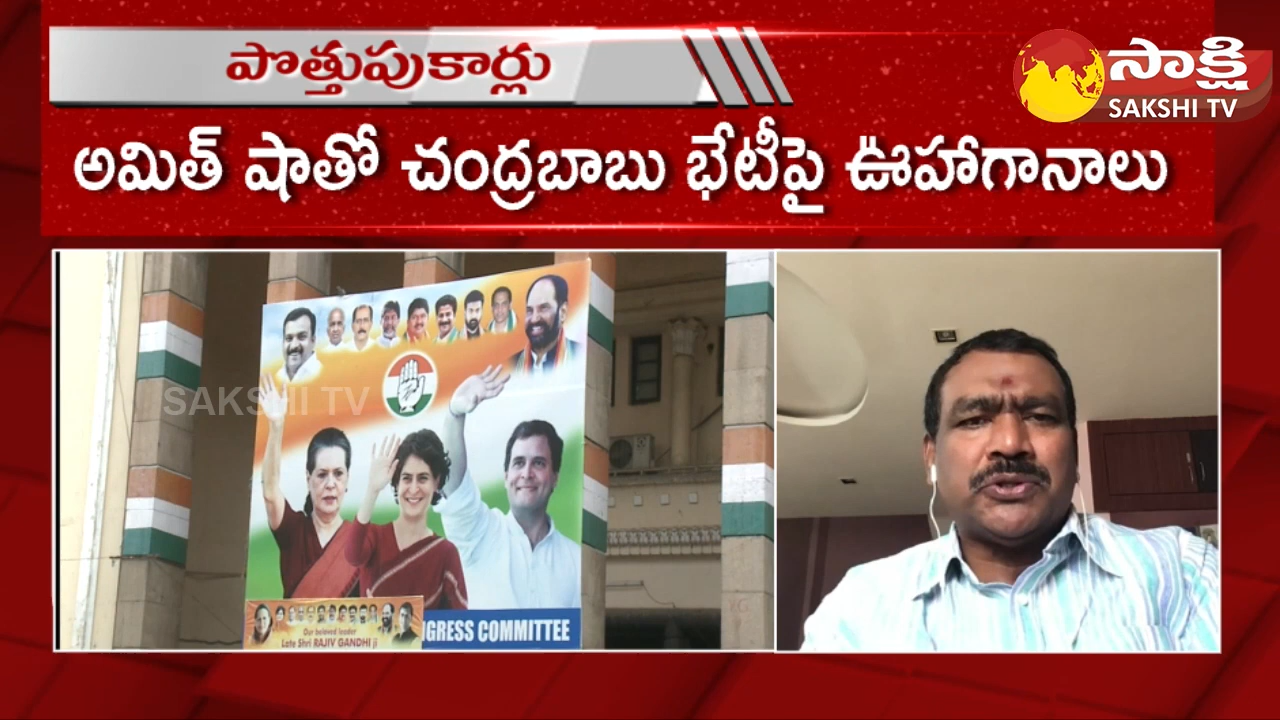 పొత్తుపుకార్లు
సాక్షి
SAKSHI TV
అమిత్ షాతో చంద్రబాబు భేటీపై ఊహాగానాలు
SAKSHI TV
Our beloved leader
Late Shri RAJIV GANDHI ji
NGRESS COMMITTEE